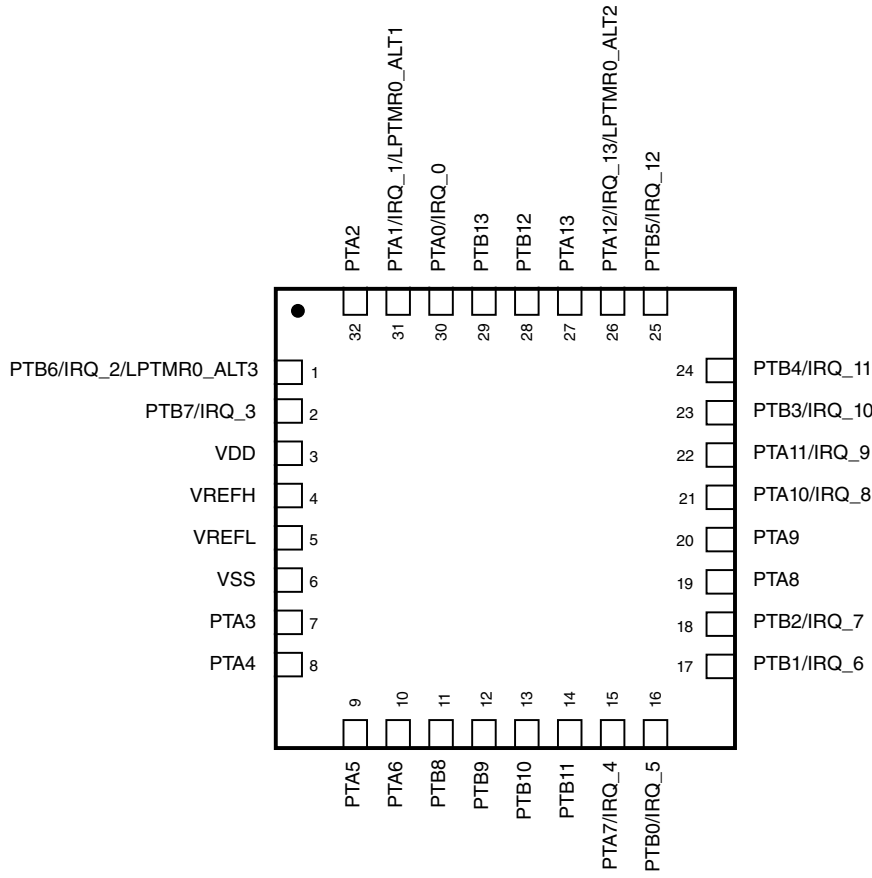 PTA2
PTA1/IRQ_1/LPTMR0_ALT1
PTA0/IRQ_0
PTB13
PTB12
PTA13
PTA12/IRQ_13/LPTMR0_ALT2
PTB5/IRQ_12
32
31
30
29
28
27
26
25
PTB6/IRQ_2/LPTMR0_ALT3 1
PTB7/IRQ_3 2
VDD 3
VREFH 4
VREFL 5
VSS 6
PTA3 7
PTA4 8
24 PTB4/IRQ_11
23 PTB3/IRQ_10
22 PTA11/IRQ_9
21 PTA10/IRQ_8
20 PTA9
19 PTA8
18 PTB2/IRQ_7
17 PTB1/IRQ_6
9
10
11
12
13
14
15
16
PTA5
PTA6
PTB8
PTB9
PTB10
PTB11
PTA7/IRQ_4
PTB0/IRQ_5